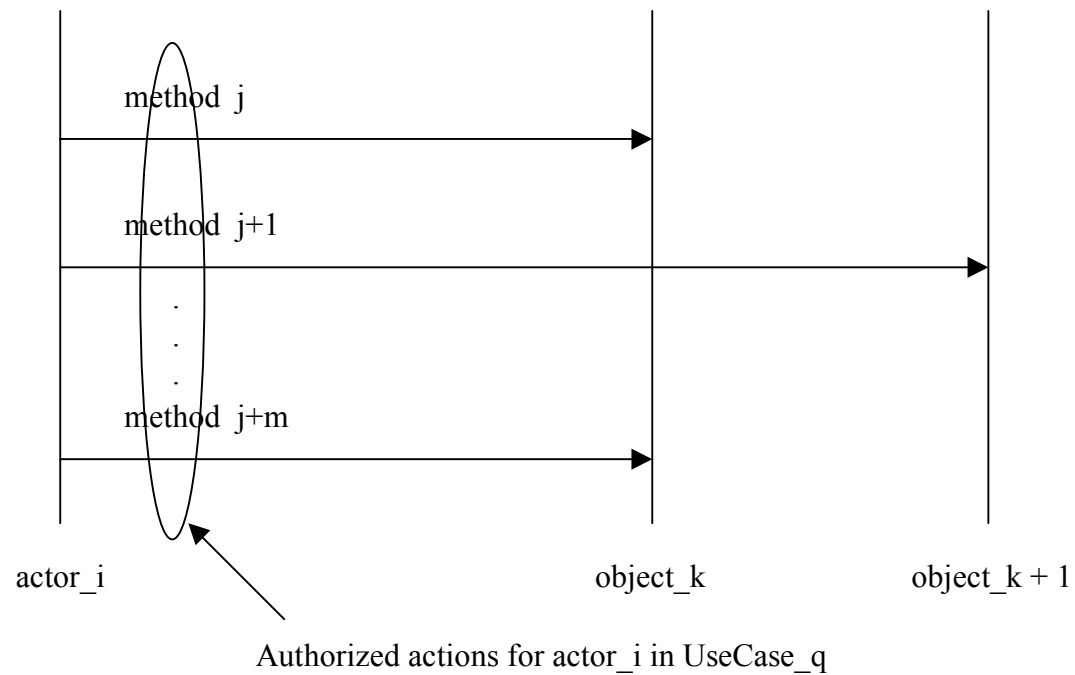 method j
method j+1
.
.
.
method j+m
actor_i object_k object_k + 1
Authorized actions for actor_i in UseCase_q